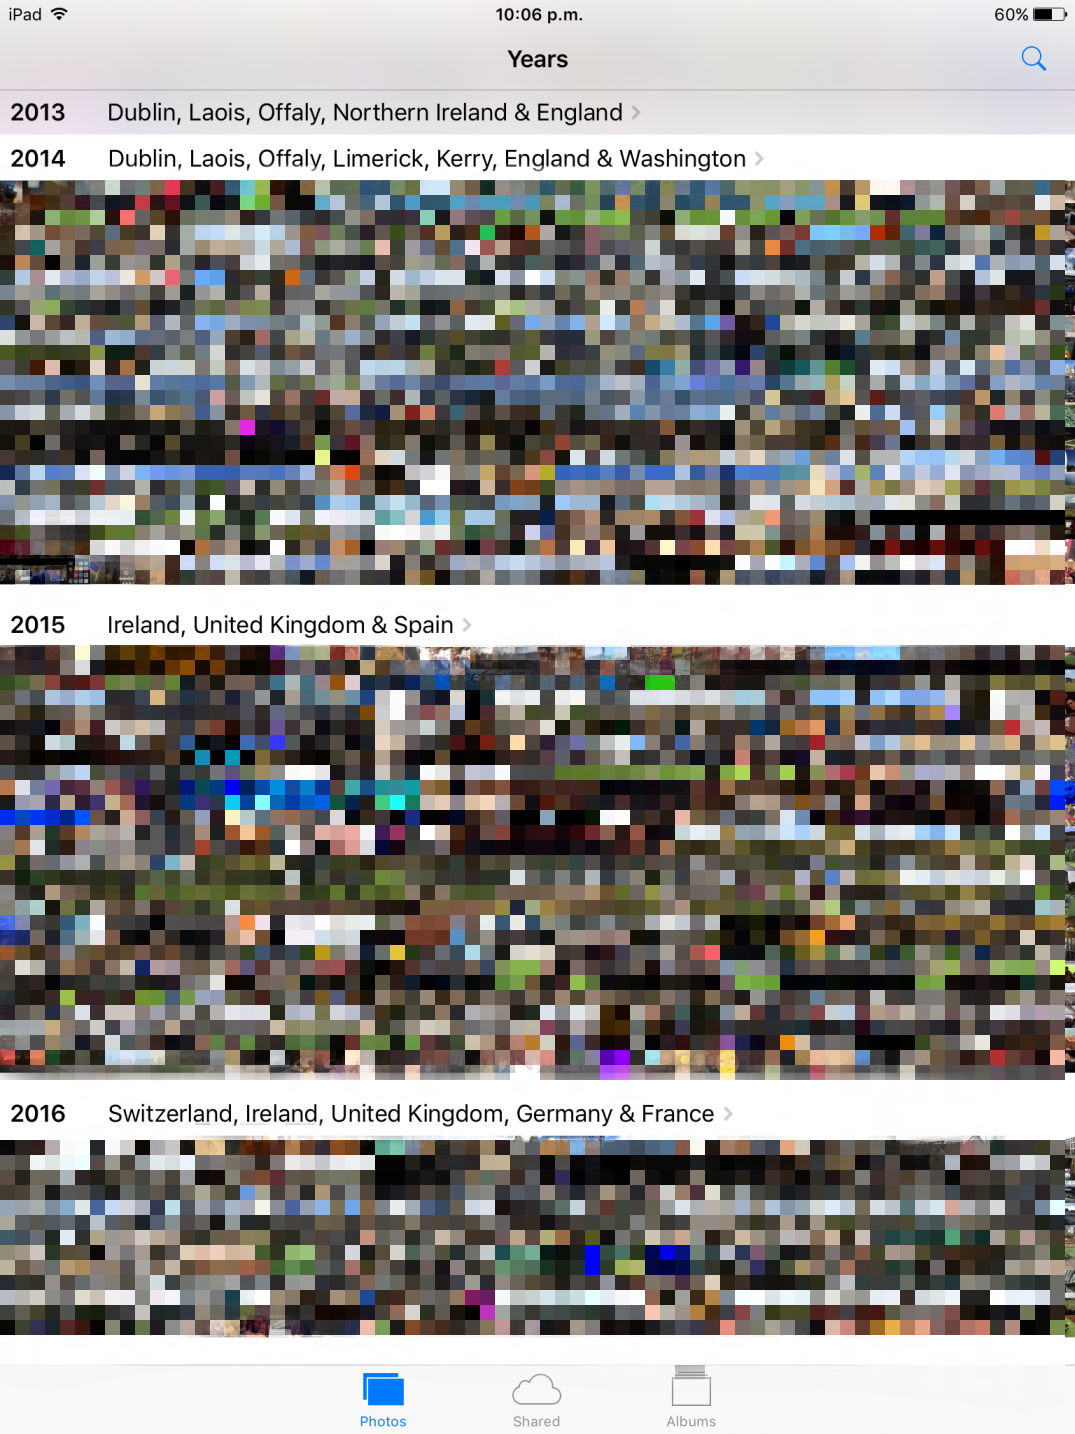 iPad 10:06 p.m. 60%
Years
2013 Dublin, Laois, Offaly, Northern Ireland & England
2014 Dublin, Laois, Offaly, Limerick, Kerry, England & Washington
2015 Ireland, United Kingdom & Spain
2016 Switzerland, Ireland, United Kingdom, Germany & France
Photos Shared Albums